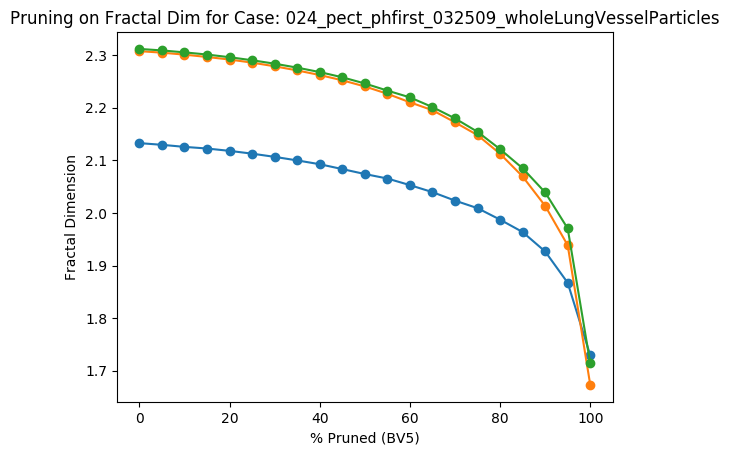 Pruning on Fractal Dim for Case: 024_pect_phfirst_032509_wholeLungVesselParticles
2.3
2.2
2.1
2.0
1.9
1.8
1.7
Fractal Dimension
0 20 40 60 80 100
% Pruned (BV5)